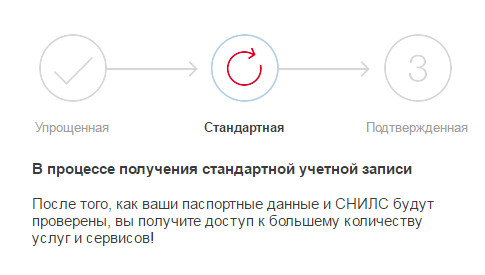 3
Упрощенная
Стандартная
Подтвержденная
В процессе получения стандартной учетной записи
После того, как ваши паспортные данные и СНИЛС будут
проверены, вы получите доступ к большему количеству
услуг и сервисов!